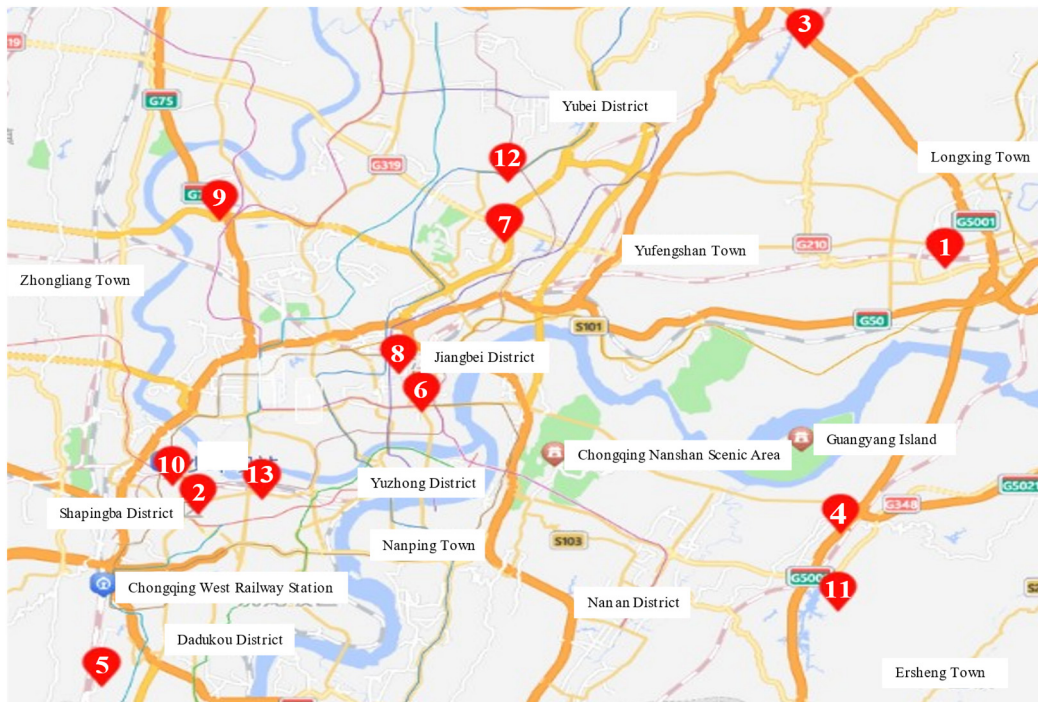 3
G319
G75
Yubei District
12
Longxing Town
G319
9
7
G5001
1
G210
Yufengshan Town
Zhongliang Town
S101
G50
8
Jiangbei District
6
Guangyang Island
Chongqing Nanshan Scenic Area
10
2
13
Yuzhong District
G5021
Shapingba District
4
G348
Nanping Town
S103
Chongqing West Railway Station
11
Nanan District
Dadukou District
5
Ersheng Town